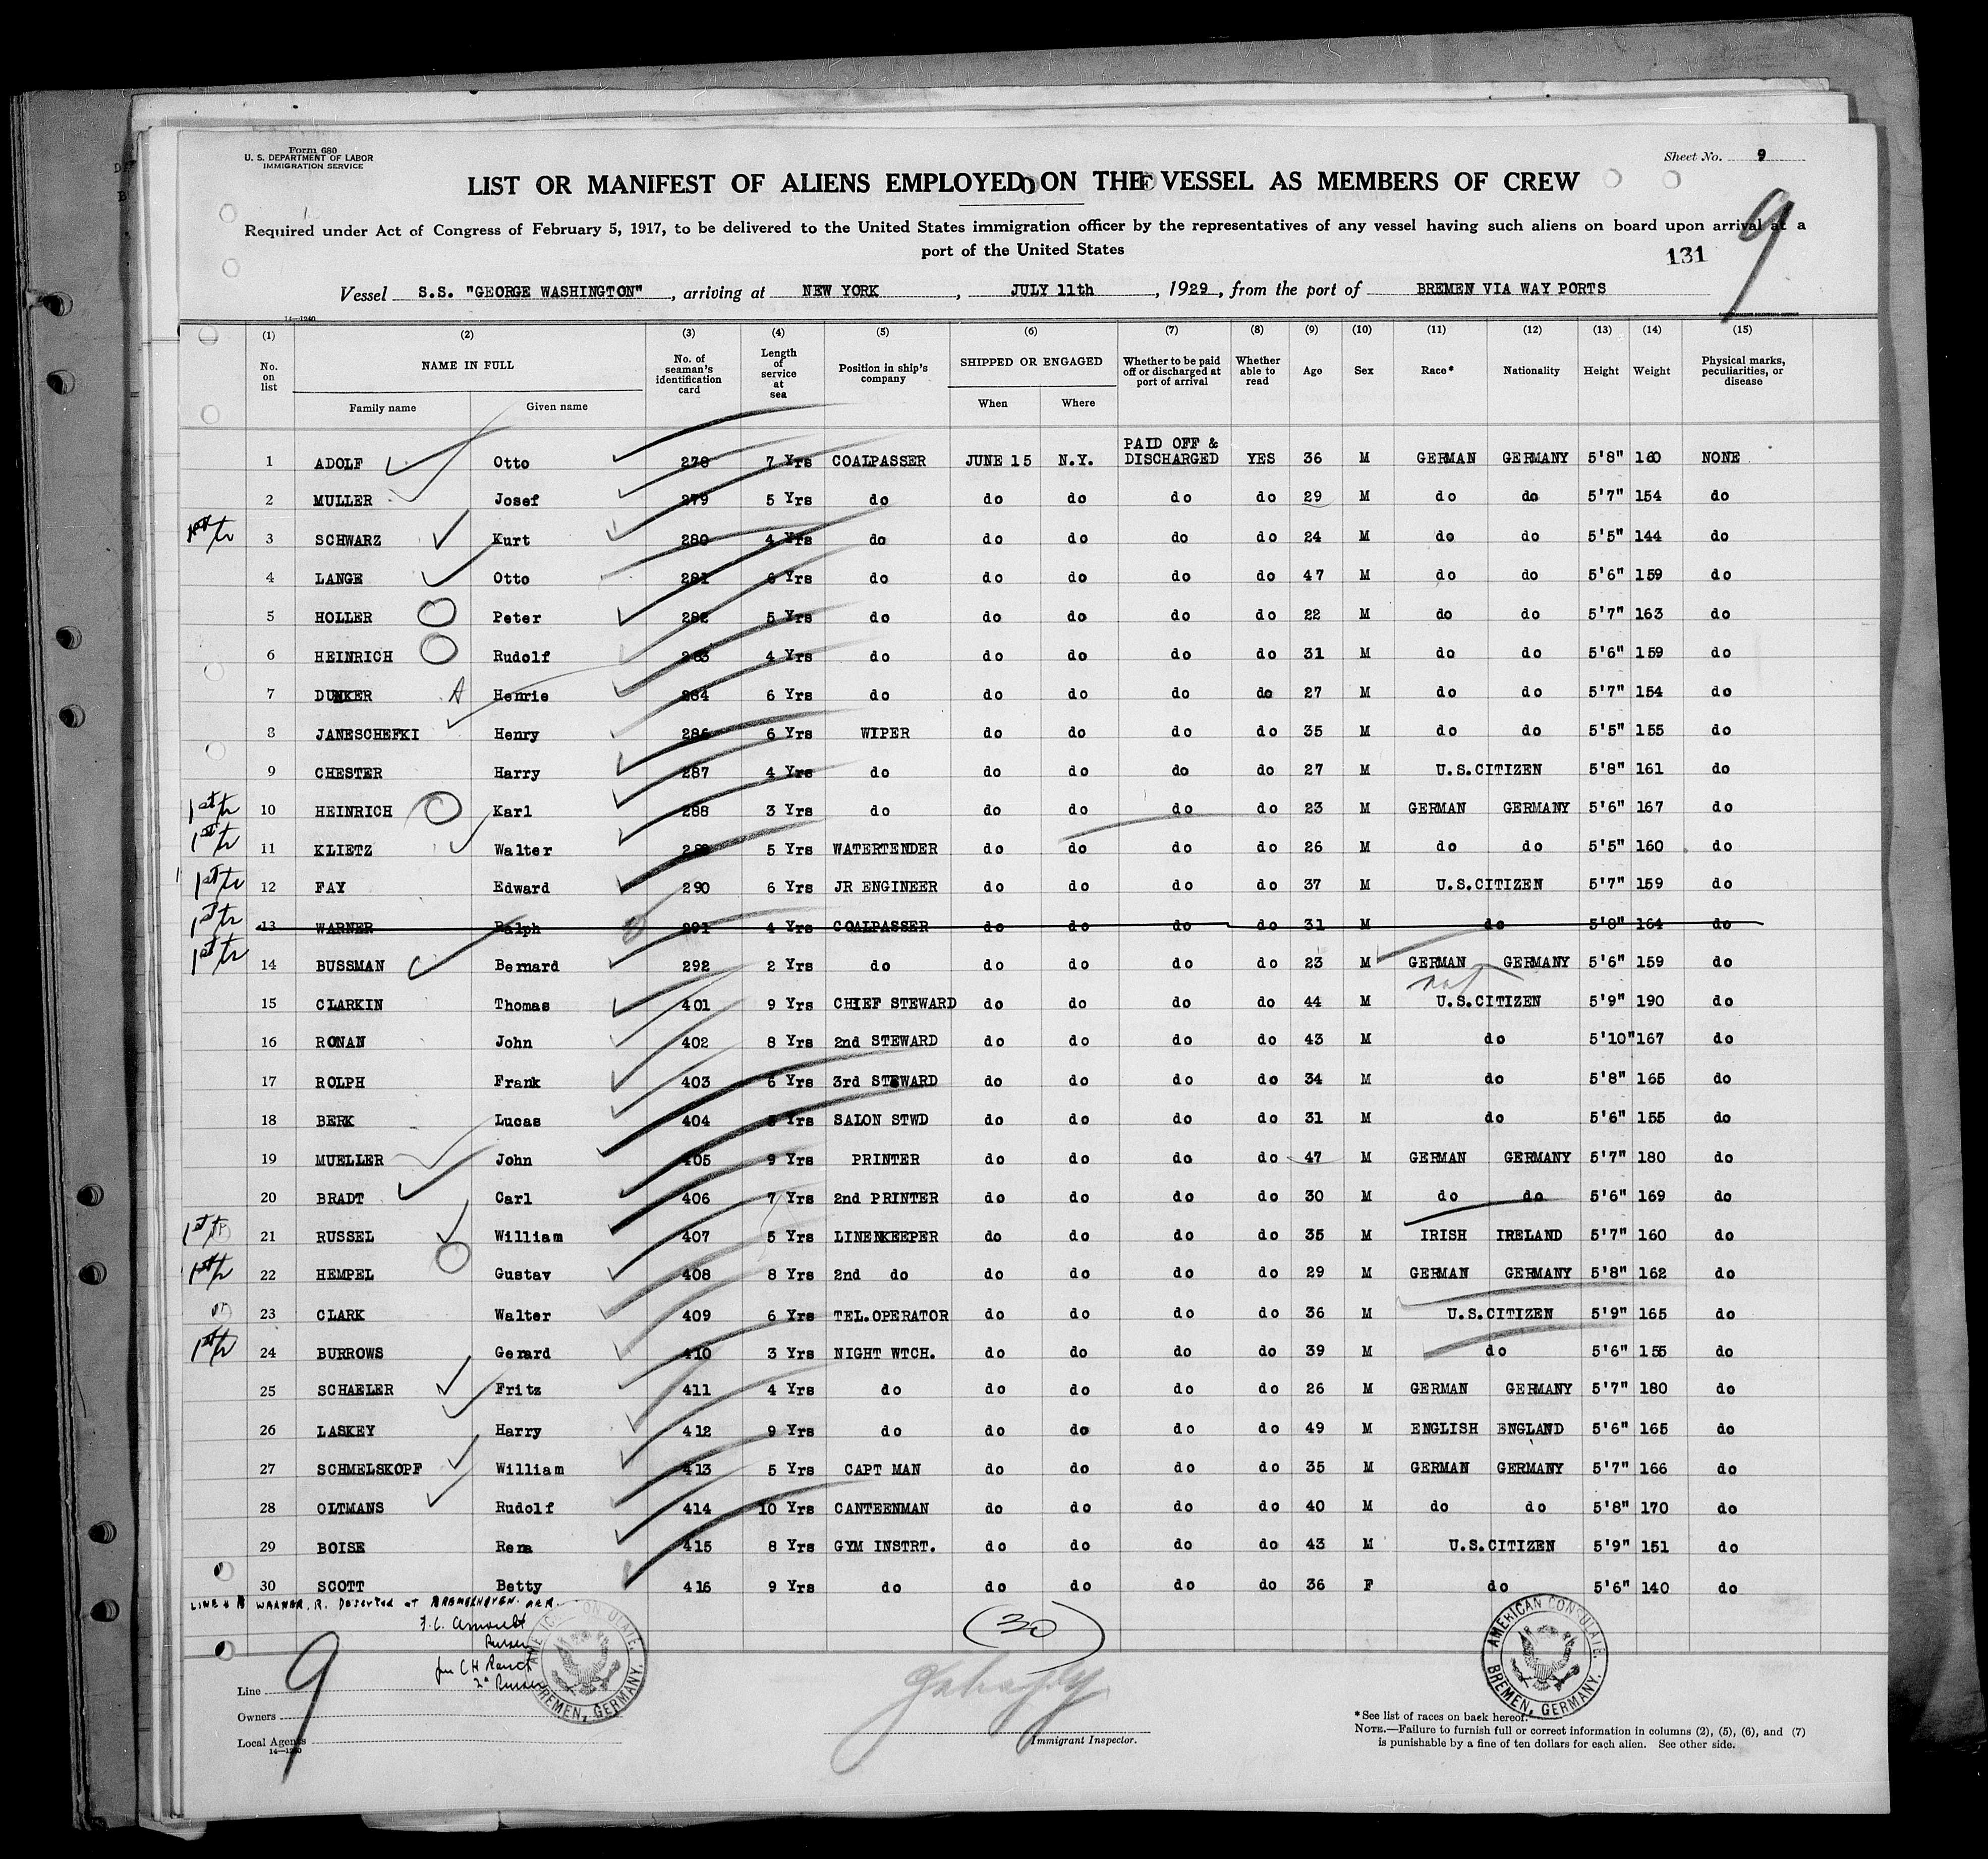 Form 680
U. S. DEPARTMENT OF LABOR
IMMIGRATION SERVICE
Sheet No. 9
LIST OR MANIFEST OF ALIENS EMPLOYED ON THE VESSEL AS MEMBERS OF CREW
9
Required under Act of Congress of February 5, 1917, to be delivered to the United States immigration officer by the representatives of any vessel having such aliens on board upon arrival at a
port of the United States
131
Vessel S.S. "GEORGE WASHINGTON", arriving at NEW YORK, JULY 11th, 1929, from the port of BREMEN VIA WAY PORTS
14—1240
(1) (2) (3) (4) (5) (6) (7) (8) (9) (10) (11) (12) (13) (14) (15)
No. on list NAME IN FULL Family name Given name No. of seaman's identification card Length of service at sea Position in ship's company SHIPPED OR ENGAGED When Where Whether to be paid off or discharged at port of arrival Whether able to read Age Sex Race* Nationality Height Weight Physical marks, peculiarities, or disease
1 ADOLF Otto 278 7 Yrs COALPASSER JUNE 15 N.Y. PAID OFF & DISCHARGED YES 36 M GERMAN GERMANY 5'8" 160 NONE
2 MULLER Josef 279 5 Yrs do do do do do 29 M do do 5'7" 154 do
3 SCHWARZ Kurt 280 4 Yrs do do do do do 24 M do do 5'5" 144 do
4 LANGE Otto 281 6 Yrs do do do do do 47 M do do 5'6" 159 do
5 HOLLER Peter 282 5 Yrs do do do do do 22 M do do 5'7" 163 do
6 HEINRICH Rudolf 283 4 Yrs do do do do do 31 M do do 5'6" 159 do
7 DUNKER Henrie 284 6 Yrs do do do do do 27 M do do 5'7" 154 do
8 JANESCHEFKI Henry 286 6 Yrs WIPER do do do do 35 M do do 5'5" 155 do
9 CHESTER Harry 287 4 Yrs do do do do do 27 M U.S.CITIZEN 5'8" 161 do
1st tr 10 HEINRICH Karl 288 3 Yrs do do do do do 23 M GERMAN GERMANY 5'6" 167 do
1st tr 11 KLIETZ Walter 289 5 Yrs WATERTENDER do do do do 26 M do do 5'5" 160 do
1st tr 12 FAY Edward 290 6 Yrs JR ENGINEER do do do do 37 M U.S.CITIZEN 5'7" 159 do
1st tr 13 WARNER Ralph 291 4 Yrs COALPASSER do do do do 31 M do 5'8" 164 do
1st tr 14 BUSSMAN Bernard 292 2 Yrs do do do do do 23 M GERMAN GERMANY 5'6" 159 do
nat
15 CLARKIN Thomas 401 9 Yrs CHIEF STEWARD do do do do 44 M U.S.CITIZEN 5'9" 190 do
16 RONAN John 402 8 Yrs 2nd STEWARD do do do do 43 M do 5'10" 167 do
17 ROLPH Frank 403 6 Yrs 3rd STEWARD do do do do 34 M do 5'8" 165 do
18 BERK Lucas 404 5 Yrs SALON STWD do do do do 31 M do 5'6" 155 do
19 MUELLER John 405 9 Yrs PRINTER do do do do 47 M GERMAN GERMANY 5'7" 180 do
20 BRADT Carl 406 7 Yrs 2nd PRINTER do do do do 30 M do do 5'6" 169 do
1st tr 21 RUSSEL William 407 5 Yrs LINENKEEPER do do do do 35 M IRISH IRELAND 5'7" 160 do
1st tr 22 HEMPEL Gustav 408 8 Yrs 2nd do do do do do 29 M GERMAN GERMANY 5'8" 162 do
23 CLARK Walter 409 6 Yrs TEL.OPERATOR do do do do 36 M U.S.CITIZEN 5'9" 165 do
1st tr 24 BURROWS Gerard 410 3 Yrs NIGHT WTCH. do do do do 39 M do 5'6" 155 do
25 SCHAELER Fritz 411 4 Yrs do do do do do 26 M GERMAN GERMANY 5'7" 180 do
26 LASKEY Harry 412 9 Yrs do do do do do 49 M ENGLISH ENGLAND 5'6" 165 do
27 SCHMELSKOPF William 413 5 Yrs CAPT MAN do do do do 35 M GERMAN GERMANY 5'7" 166 do
28 OLTMANS Rudolf 414 10 Yrs CANTEENMAN do do do do 40 M do do 5'8" 170 do
29 BOISE Rena 415 8 Yrs GYM INSTRT. do do do do 43 M U.S.CITIZEN 5'9" 151 do
30 SCOTT Betty 416 9 Yrs do do do do do 36 F do 5'6" 140 do
WARNER, R. Deserted at BREMERHAVEN.
(30)
Purser
AMERICAN CONSULATE. BREMEN, GERMANY.
AMERICAN CONSULATE. BREMEN, GERMANY.
9
Line
Owners
Local Agents
14—1240
Immigrant Inspector.
*See list of races on back hereof.
NOTE.—Failure to furnish full or correct information in columns (2), (5), (6), and (7)
is punishable by a fine of ten dollars for each alien. See other side.